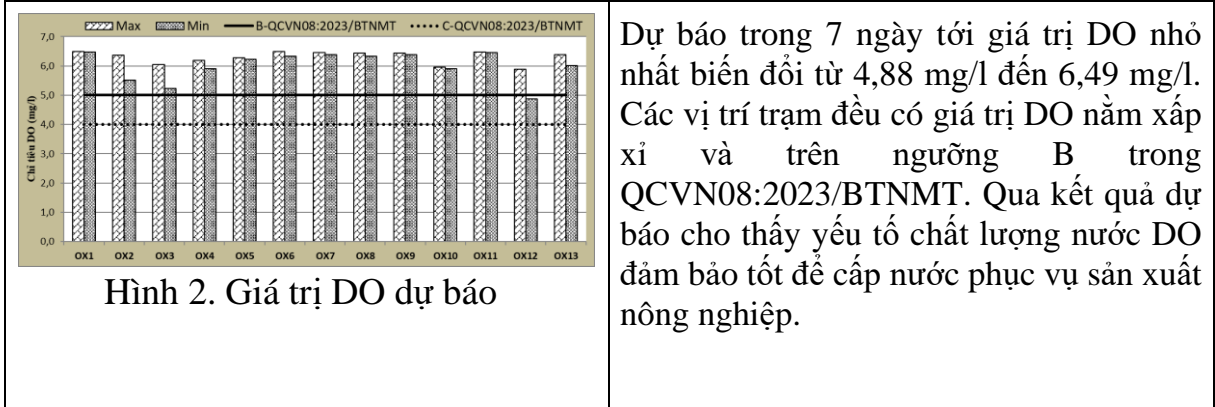 Max Min B-QCVN08:2023/BTNMT C-QCVN08:2023/BTNMT
7,0
6,0
5,0
4,0
3,0
2,0
1,0
0,0
Chỉ tiêu DO (mg/l)
OX1 OX2 OX3 OX4 OX5 OX6 OX7 OX8 OX9 OX10 OX11 OX12 OX13
Hình 2. Giá trị DO dự báo
Dự báo trong 7 ngày tới giá trị DO nhỏ
nhất biến đổi từ 4,88 mg/l đến 6,49 mg/l.
Các vị trí trạm đều có giá trị DO nằm xấp
xỉ và trên ngưỡng B trong
QCVN08:2023/BTNMT. Qua kết quả dự
báo cho thấy yếu tố chất lượng nước DO
đảm bảo tốt để cấp nước phục vụ sản xuất
nông nghiệp.